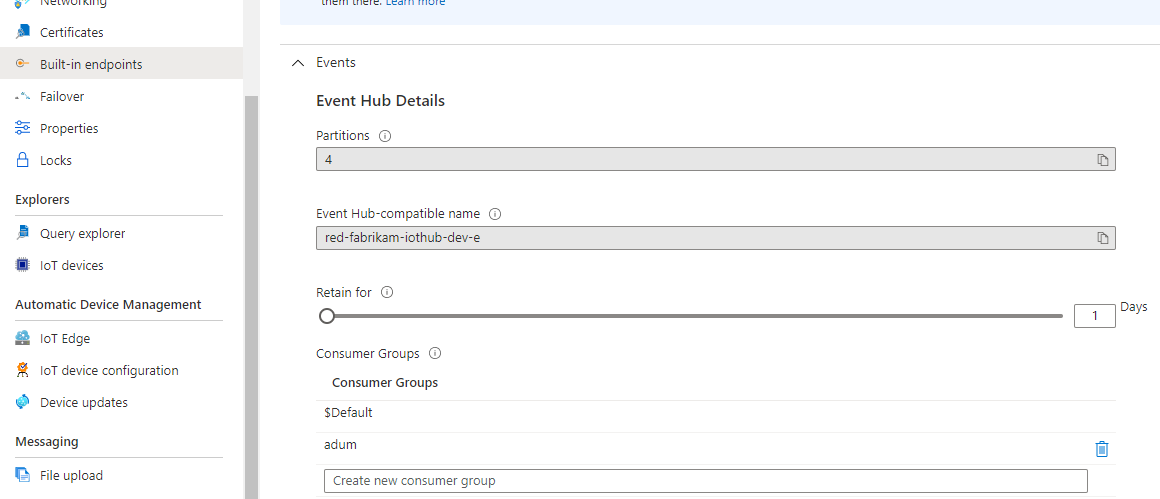 Networking
Certificates
Built-in endpoints
Failover
Properties
Locks
Explorers
Query explorer
IoT devices
Automatic Device Management
IoT Edge
IoT device configuration
Device updates
Messaging
File upload
them there. Learn more
Events
Event Hub Details
Partitions
4
Event Hub-compatible name
red-fabrikam-iothub-dev-e
Retain for
1 Days
Consumer Groups
Consumer Groups
$Default
adum
Create new consumer group